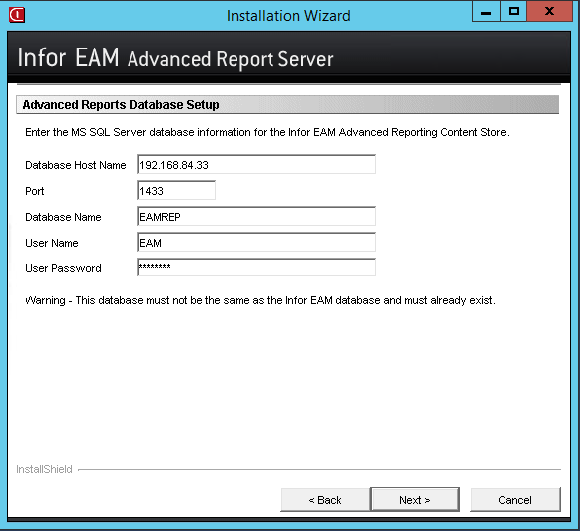 Installation Wizard
Infor EAM Advanced Report Server
Advanced Reports Database Setup
Enter the MS SQL Server database information for the Infor EAM Advanced Reporting Content Store.
Database Host Name 192.168.84.33
Port 1433
Database Name EAMREP
User Name EAM
User Password ********
Warning - This database must not be the same as the Infor EAM database and must already exist.
InstallShield
< Back Next > Cancel